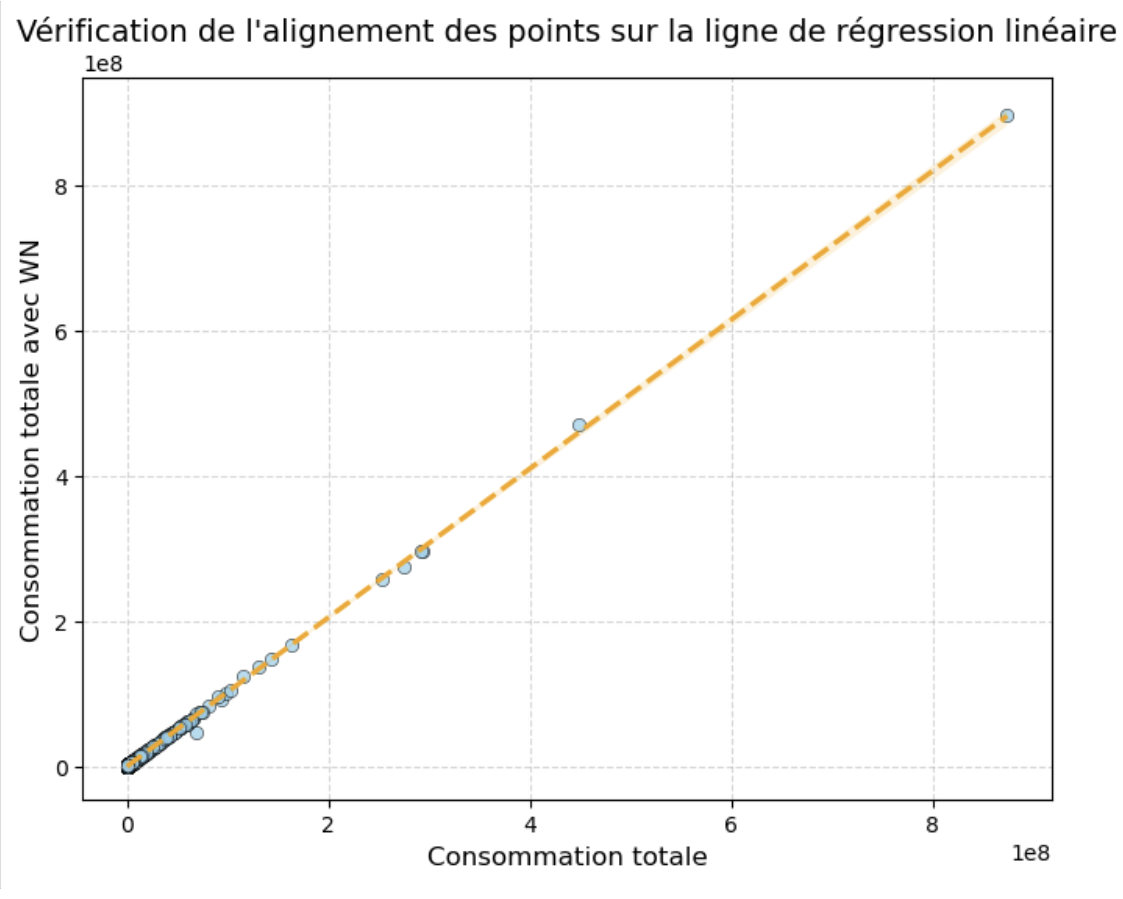 Vérification de l'alignement des points sur la ligne de régression linéaire
1e8
8
6
4
2
0
Consommation totale avec WN
0 2 4 6 8
1e8
Consommation totale